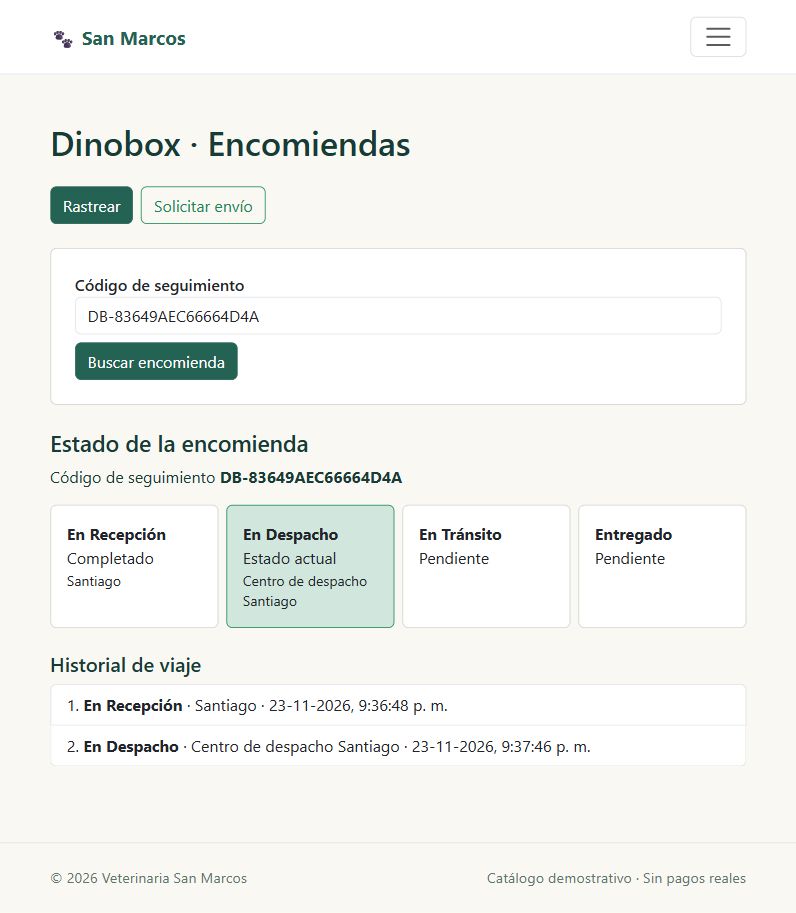 San Marcos
Dinobox · Encomiendas
Rastrear
Solicitar envío
Código de seguimiento
DB-83649AEC66664D4A
Buscar encomienda
Estado de la encomienda
Código de seguimiento DB-83649AEC66664D4A
En Recepción
Completado
Santiago
En Despacho
Estado actual
Centro de despacho
Santiago
En Tránsito
Pendiente
Entregado
Pendiente
Historial de viaje
1. En Recepción · Santiago · 23-11-2026, 9:36:48 p. m.
2. En Despacho · Centro de despacho Santiago · 23-11-2026, 9:37:46 p. m.
© 2026 Veterinaria San Marcos
Catálogo demostrativo · Sin pagos reales